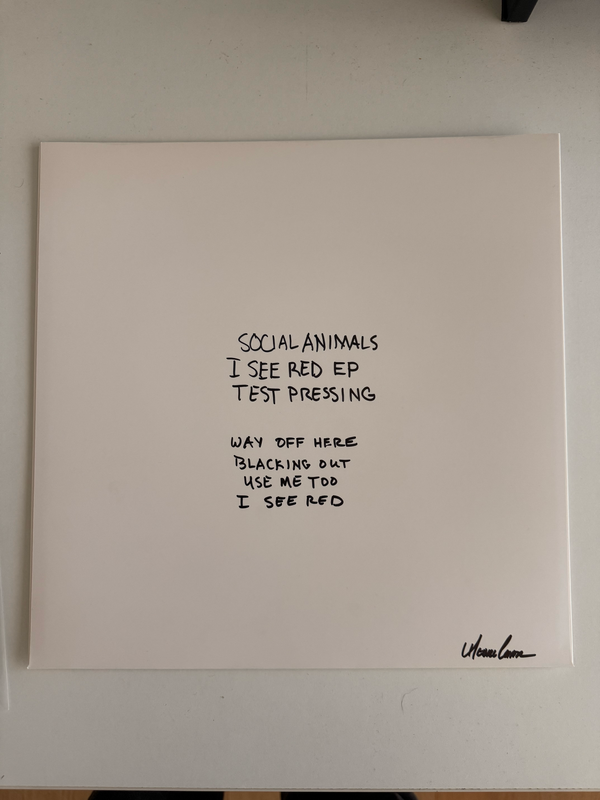 SOCIAL ANIMALS
I SEE RED EP
TEST PRESSING
WAY OFF HERE
BLACKING OUT
USE ME TOO
I SEE RED